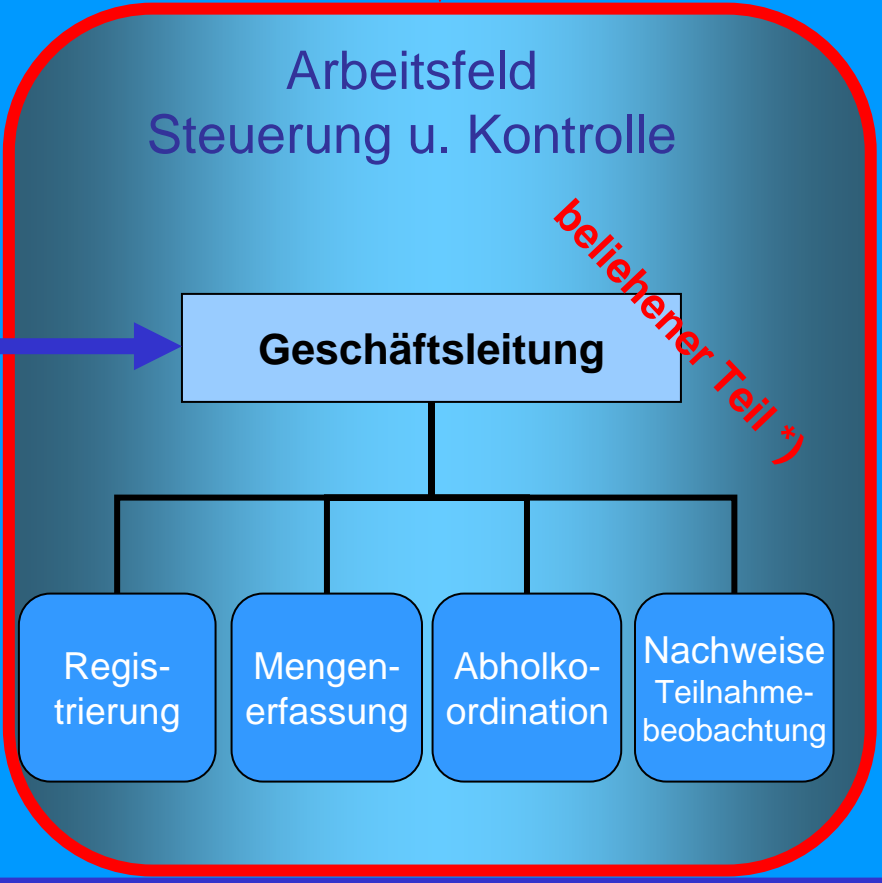 Arbeitsfeld
Steuerung u. Kontrolle
beliehener Teil *)
Geschäftsleitung
Regis-
trierung
Mengen-
erfassung
Abholko-
ordination
Nachweise
Teilnahme-
beobachtung